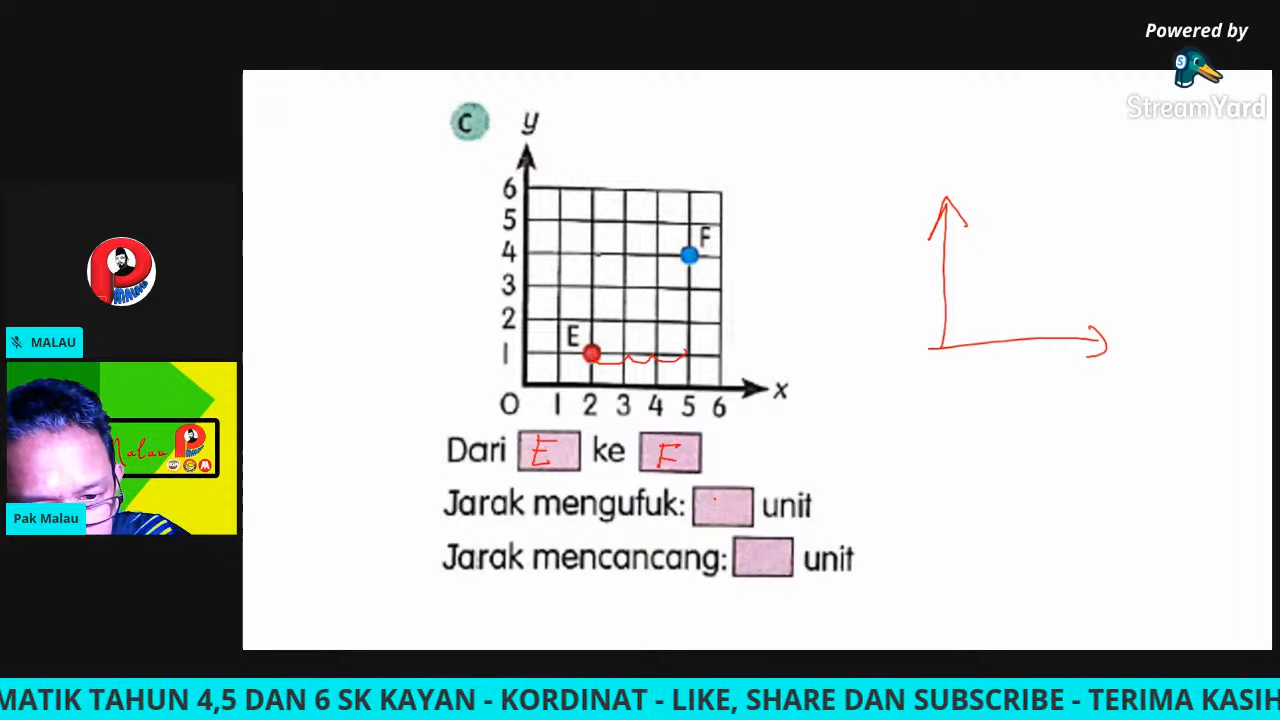 Powered by
S
StreamYard
C
y
6
5
4
3
2
1
F
E
O 1 2 3 4 5 6
x
Dari E ke F
Jarak mengufuk: unit
Jarak mencancang: unit
P
MALAU
MALAU
Malau
P
Pak Malau
MATIK TAHUN 4,5 DAN 6 SK KAYAN - KORDINAT - LIKE, SHARE DAN SUBSCRIBE - TERIMA KASIH